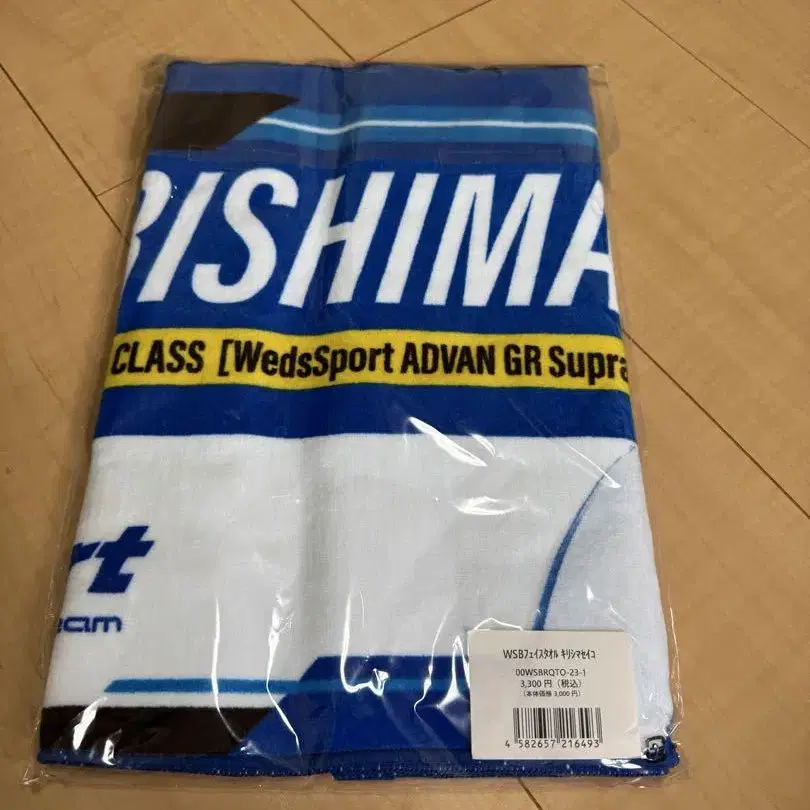 RISHIMA
CLASS [WedsSport ADVAN GR Supra
rt
eam
WSBフェイスタオル キリシマセイコ
00WSBRQTO-23-1
3,300円(税込)
(本体価格 3,000円)
4 582657 216493